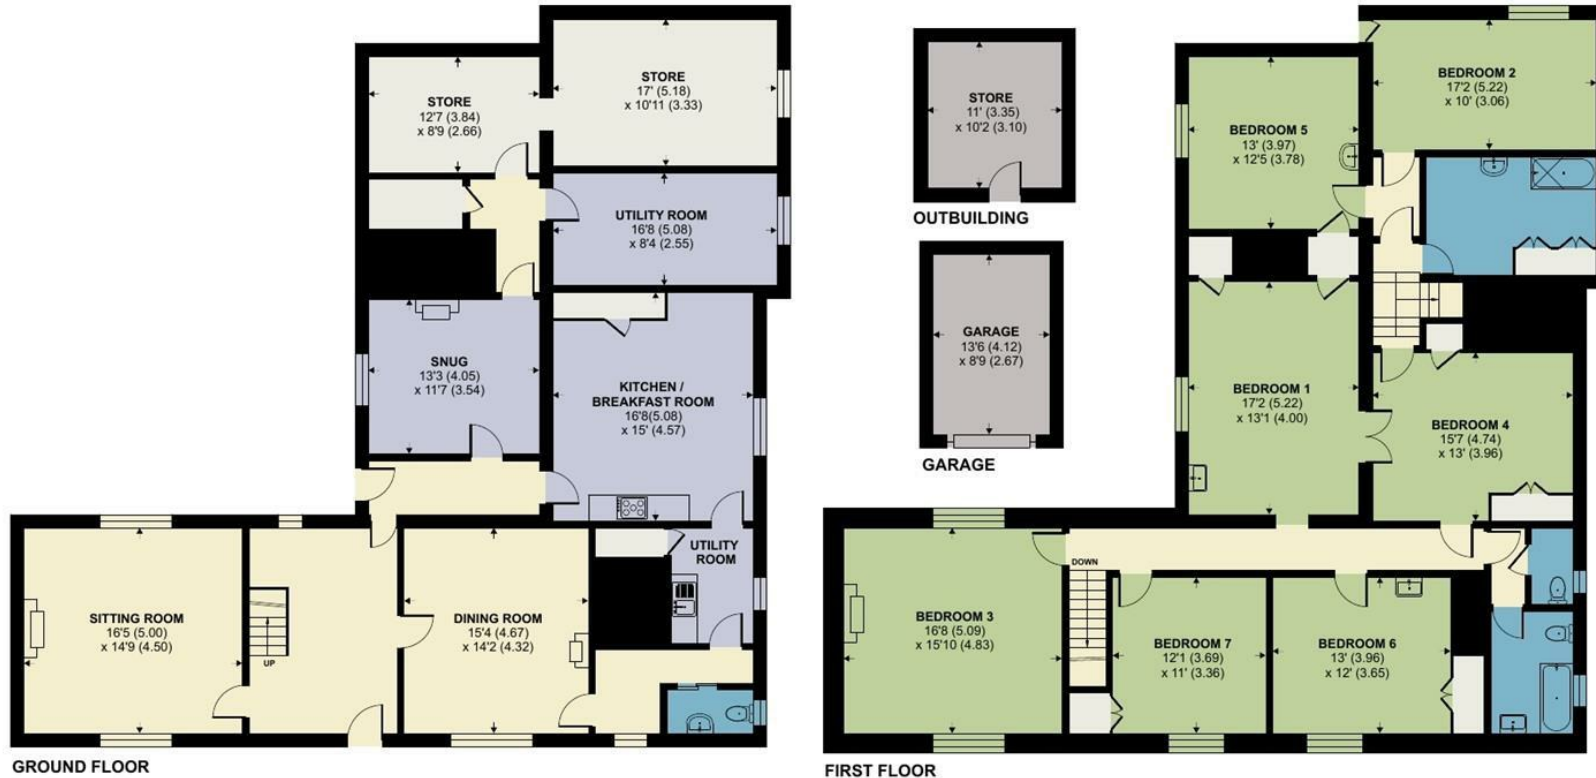 STORE
12'7 (3.84)
x 8'9 (2.66)
STORE
17' (5.18)
x 10'11 (3.33)
UTILITY ROOM
16'8 (5.08)
x 8'4 (2.55)
SNUG
13'3 (4.05)
x 11'7 (3.54)
KITCHEN /
BREAKFAST ROOM
16'8(5.08)
x 15' (4.57)
UTILITY
ROOM
SITTING ROOM
16'5 (5.00)
x 14'9 (4.50)
UP
DINING ROOM
15'4 (4.67)
x 14'2 (4.32)
GROUND FLOOR
STORE
11' (3.35)
x 10'2 (3.10)
OUTBUILDING
GARAGE
13'6 (4.12)
x 8'9 (2.67)
GARAGE
BEDROOM 2
17'2 (5.22)
x 10' (3.06)
BEDROOM 5
13' (3.97)
x 12'5 (3.78)
BEDROOM 1
17'2 (5.22)
x 13'1 (4.00)
BEDROOM 4
15'7 (4.74)
x 13' (3.96)
DOWN
BEDROOM 3
16'8 (5.09)
x 15'10 (4.83)
BEDROOM 7
12'1 (3.69)
x 11' (3.36)
BEDROOM 6
13' (3.96)
x 12' (3.65)
FIRST FLOOR